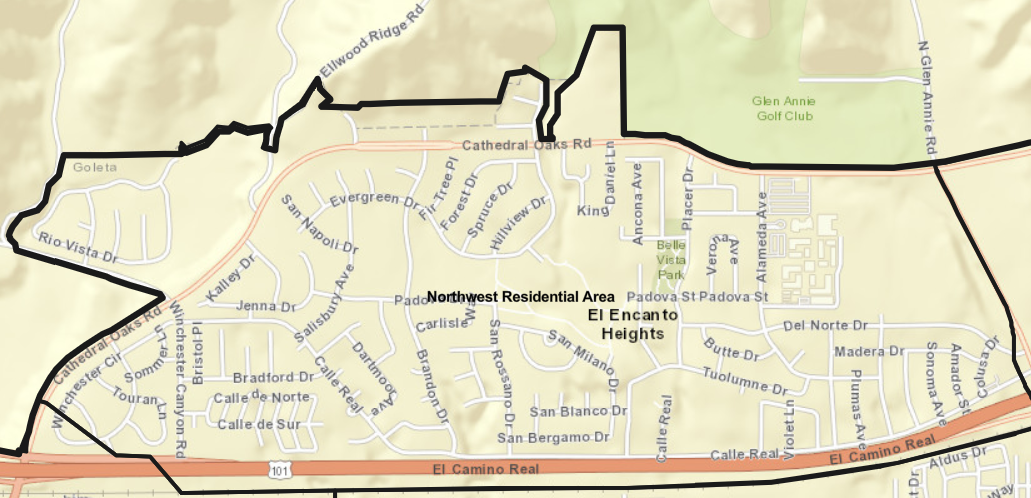 Ellwood Ridge Rd
N Glen Annie Rd
Glen Annie
Golf Club
Cathedral Oaks Rd
Goleta
Fir Tree Pl
Forest Dr
Spruce Dr
Hillview Dr
Evergreen Dr
San Napoli Dr
King
Daniel Ln
Ancona Ave
Placer Dr
Alameda Ave
Belle
Vista
Park
Ave
Rio Vista Dr
Kalley Dr
Jenna Dr
Salisbury Ave
Northwest Residential Area
Padova St
Padova St
El Encanto
Heights
Carlisle
San Rossano Dr
San Milano Dr
Del Norte Dr
Butte Dr
Madera Dr
Tuolumne Dr
Plumas Ave
Sonoma Ave
Amador St
Colusa Dr
Cathedral Oaks Rd
Winchester Cir
Touran Ln
Winchester Canyon Rd
Bristol Pl
Bradford Dr
Calle de Norte
Calle de Sur
Calle Real
Dartmoor Ave
Brandon Dr
San Blanco Dr
San Bergamo Dr
Calle Real
Violet Ln
Calle Real
El Camino Real
101
El Camino Real
Aldus Dr
Way